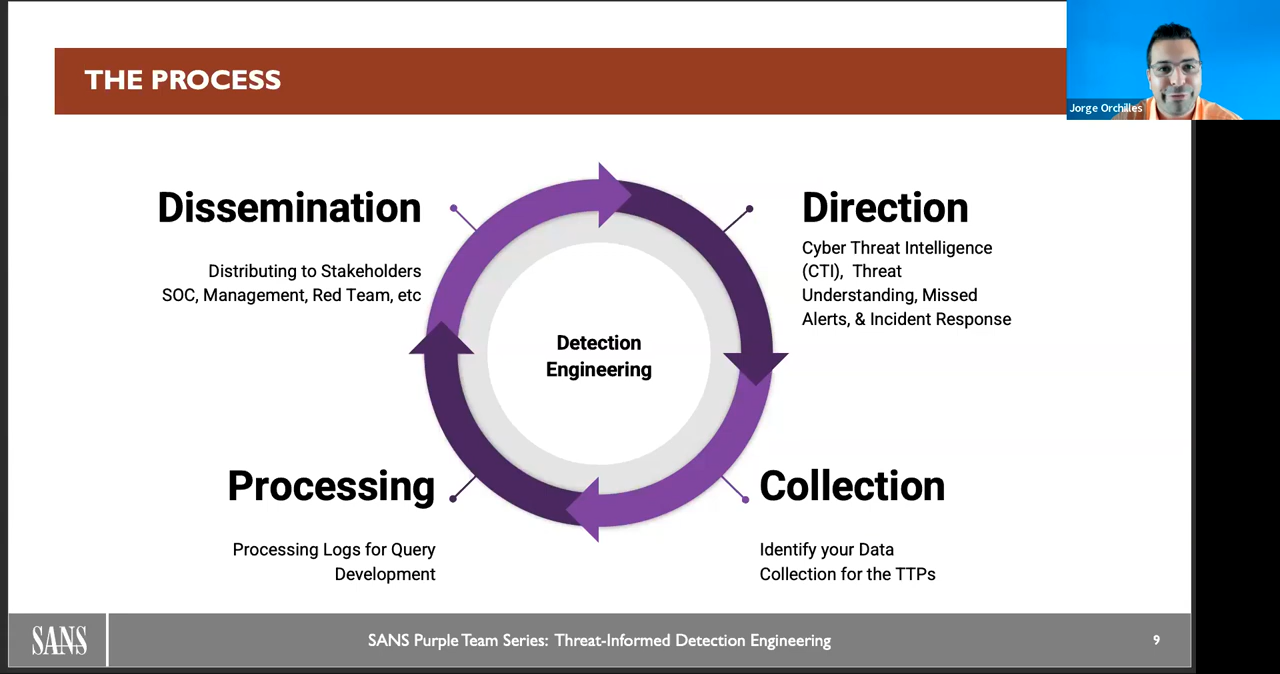 THE PROCESS
Jorge Orchilles
Dissemination
Distributing to Stakeholders
SOC, Management, Red Team, etc
Direction
Cyber Threat Intelligence
(CTI),  Threat
Understanding, Missed
Alerts, & Incident Response
Detection
Engineering
Processing
Processing Logs for Query
Development
Collection
Identify your Data
Collection for the TTPs
SANS
SANS Purple Team Series: Threat-Informed Detection Engineering
9